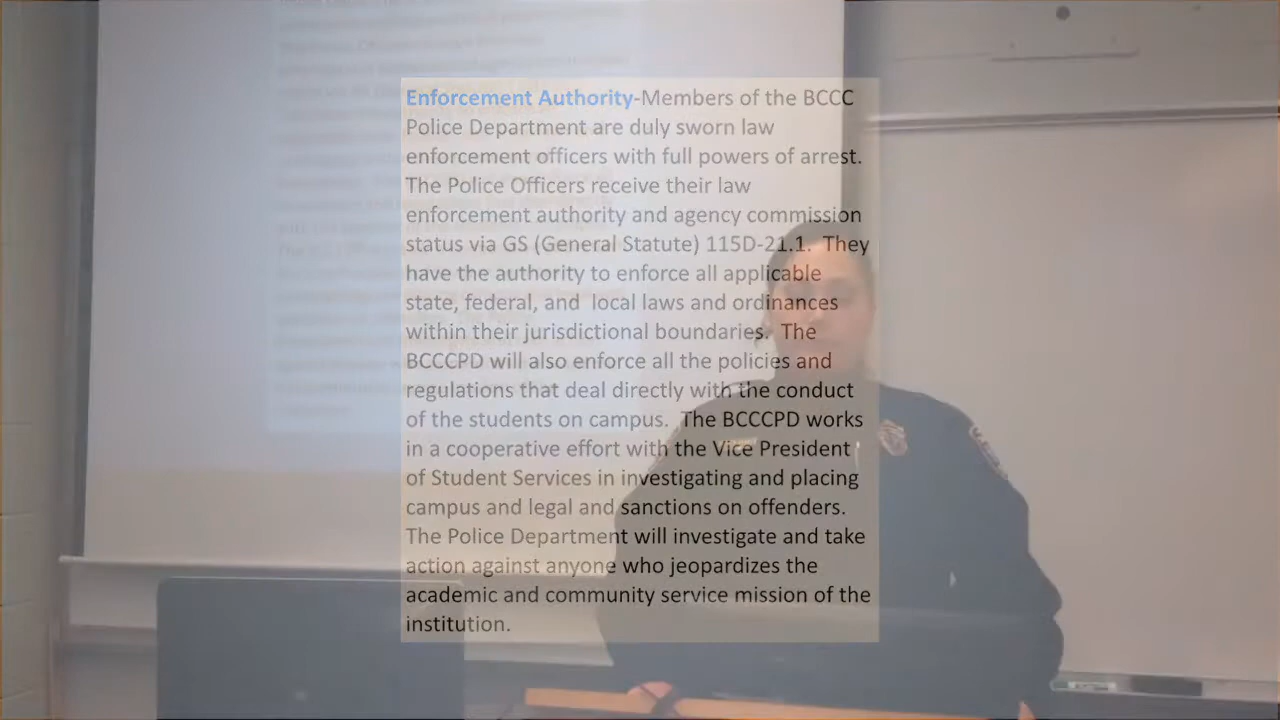 Enforcement Authority-Members of the BCCC
Police Department are duly sworn law
enforcement officers with full powers of arrest.
The Police Officers receive their law
enforcement authority and agency commission
status via GS (General Statute) 115D-21.1.  They
have the authority to enforce all applicable
state, federal, and  local laws and ordinances
within their jurisdictional boundaries.  The
BCCCPD will also enforce all the policies and
regulations that deal directly with the conduct
of the students on campus.  The BCCCPD works
in a cooperative effort with the Vice President
of Student Services in investigating and placing
campus and legal and sanctions on offenders.
The Police Department will investigate and take
action against anyone who jeopardizes the
academic and community service mission of the
institution.